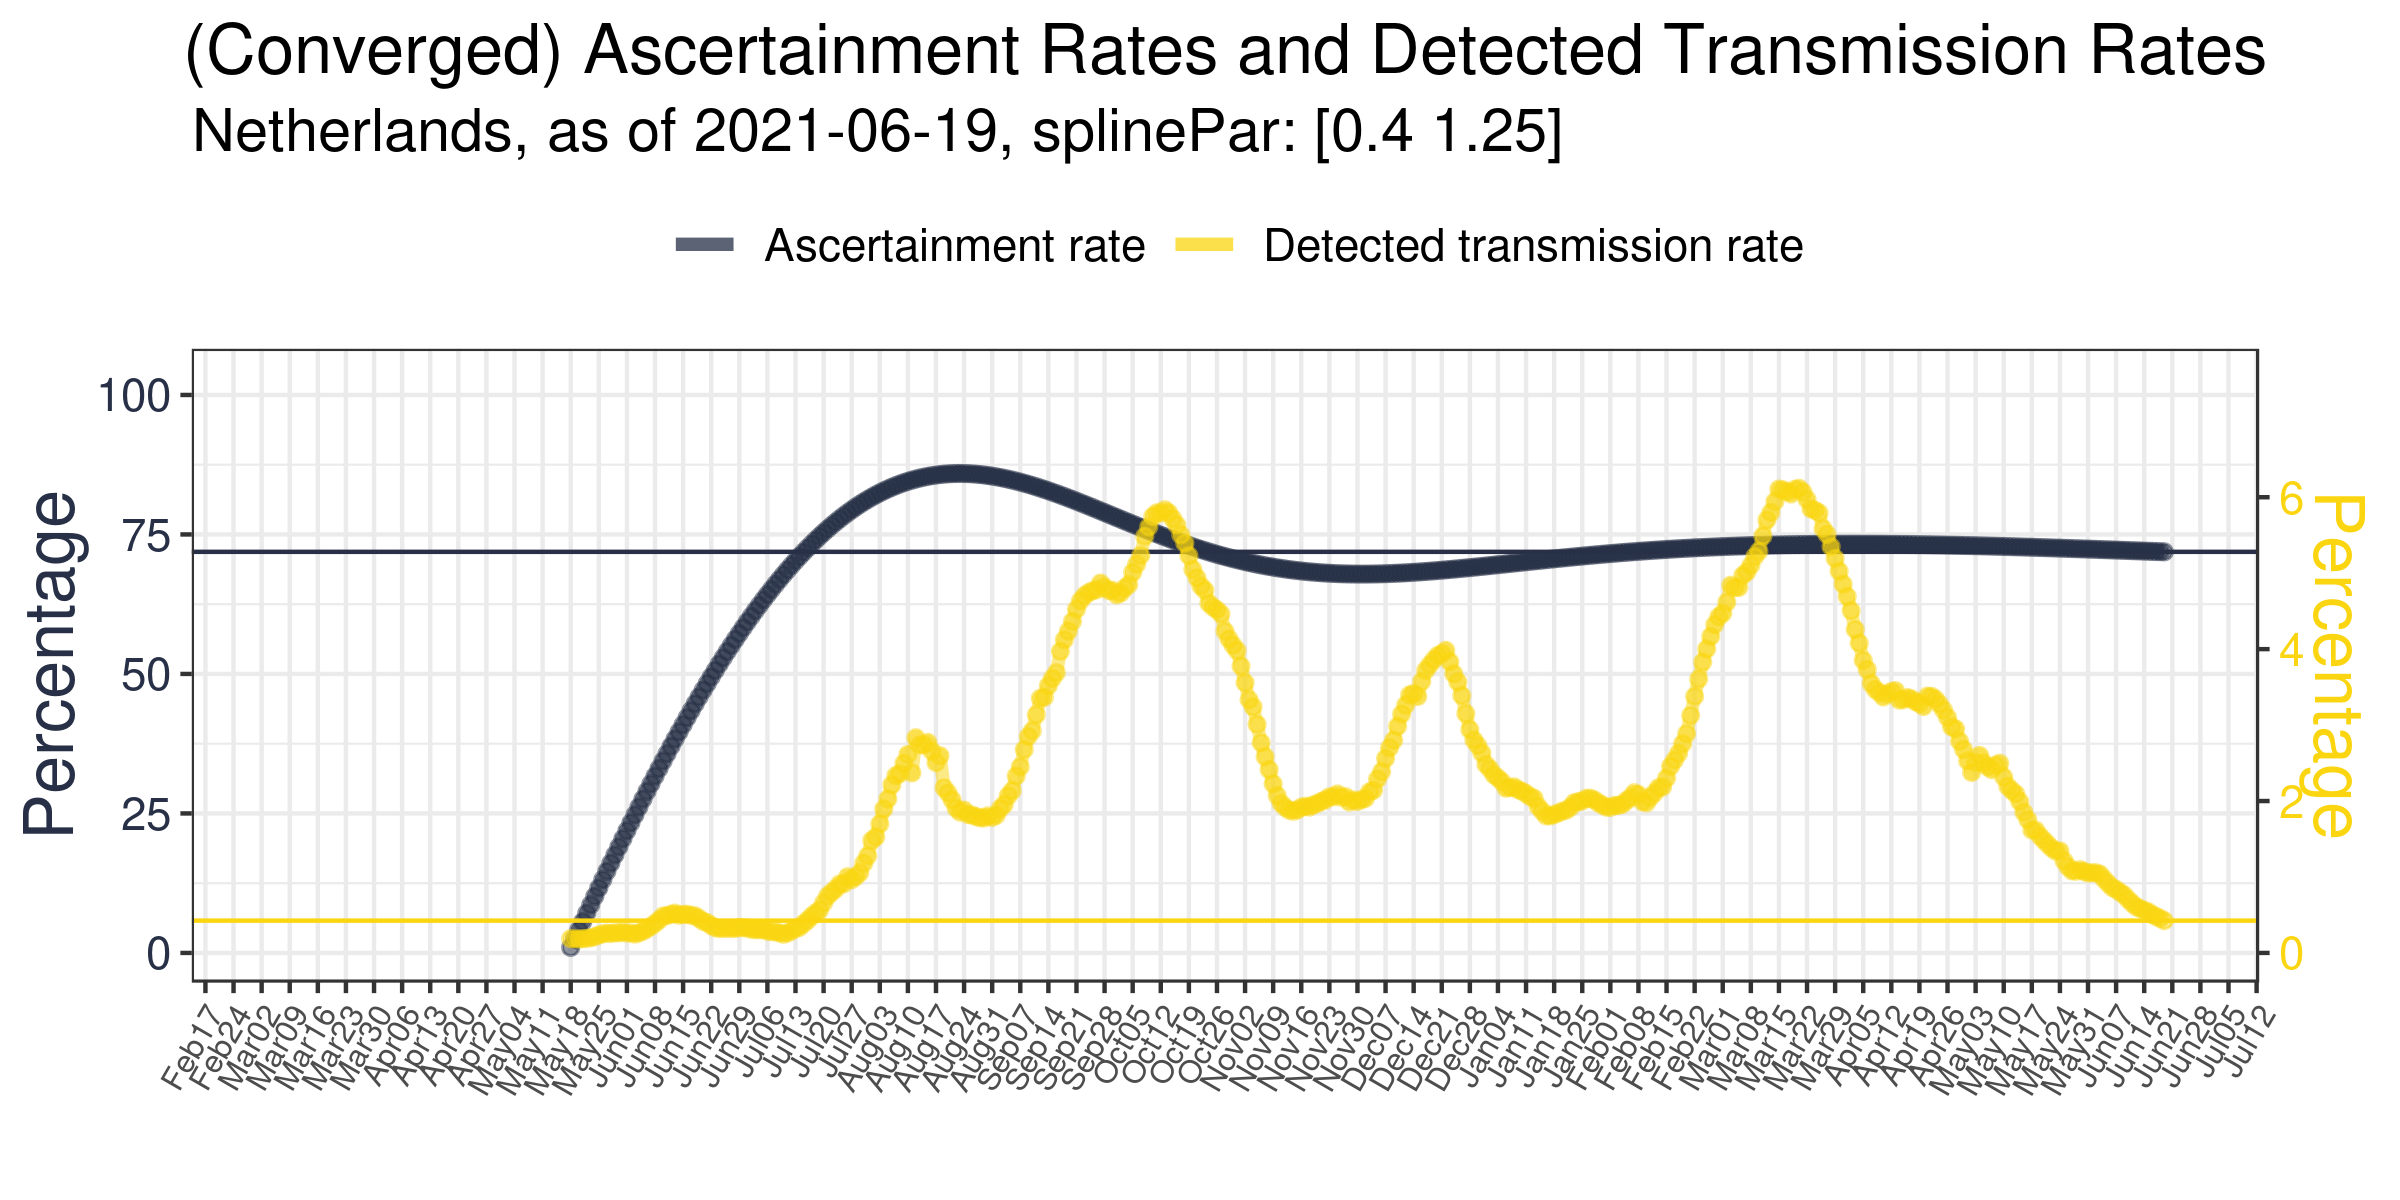 (Converged) Ascertainment Rates and Detected Transmission Rates
Netherlands, as of 2021-06-19, splinePar: [0.4 1.25]
Ascertainment rate
Detected transmission rate
Percentage
100
75
50
25
0
6
4
2
0
Percentage
Feb17
Feb24
Mar02
Mar09
Mar16
Mar23
Mar30
Apr06
Apr13
Apr20
Apr27
May04
May11
May18
May25
Jun01
Jun08
Jun15
Jun22
Jun29
Jul06
Jul13
Jul20
Jul27
Aug03
Aug10
Aug17
Aug24
Aug31
Sep07
Sep14
Sep21
Sep28
Oct05
Oct12
Oct19
Oct26
Nov02
Nov09
Nov16
Nov23
Nov30
Dec07
Dec14
Dec21
Dec28
Jan04
Jan11
Jan18
Jan25
Feb01
Feb08
Feb15
Feb22
Mar01
Mar08
Mar15
Mar22
Mar29
Apr05
Apr12
Apr19
Apr26
May03
May10
May17
May24
May31
Jun07
Jun14
Jun21
Jun28
Jul05
Jul12